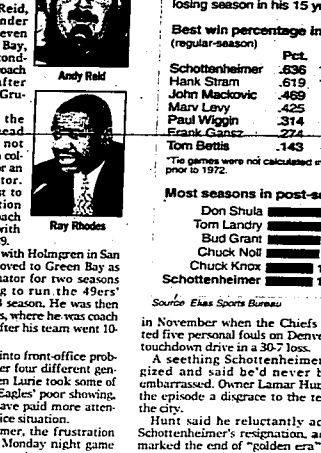 Reid,
nder
even
Bay,
cond-
oach
after
Gru-
Andy Reid
the
head
not
col-
or an
tor.
st to
tion
oach
with
9.
Ray Rhodes
with Holmgren in San
oved to Green Bay as
nator for two seasons
ng to run the 49ers'
season. He was then
s, where he was coach
fter his team went 10-
into front-office prob-
er four different gen-
en Lurie took some of
Eagles' poor showing,
ave paid more atten-
ice situation.
mer, the frustration
Monday night game
losing season in his 15 y
Best win percentage in
(regular-season)
Pct.
Schottenheimer .636
Hank Stram .619
John Mackovic .469
Marv Levy .425
Paul Wiggin .314
Frank Gansz .274
Tom Bettis .143
*Tie games were not calculated in
prior to 1972.
Most seasons in post-s
Don Shula
Tom Landry
Bud Grant
Chuck Noll
Chuck Knox 1
Schottenheimer 1
Source: Elias Sports Bureau
in November when the Chiefs
ted five personal fouls on Denve
touchdown drive in a 30-7 loss.
A seething Schottenheimer
gized and said he'd never b
embarrassed. Owner Lamar Hun
the episode a disgrace to the te
the city.
Hunt said he reluctantly ac
Schottenheimer's resignation, a
marked the end of "golden era"